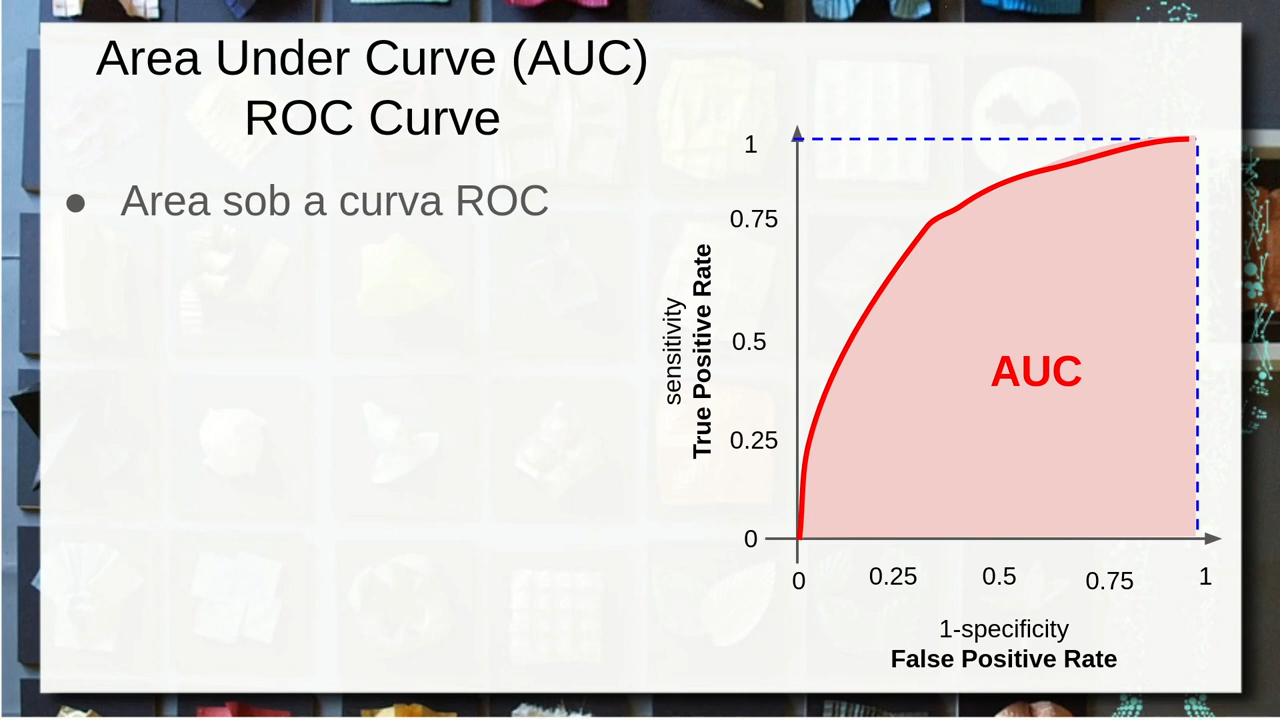 Area Under Curve (AUC)
ROC Curve
● Area sob a curva ROC
1
0.75
0.5
0.25
0
sensitivity
True Positive Rate
AUC
0
0.25
0.5
0.75
1
1-specificity
False Positive Rate